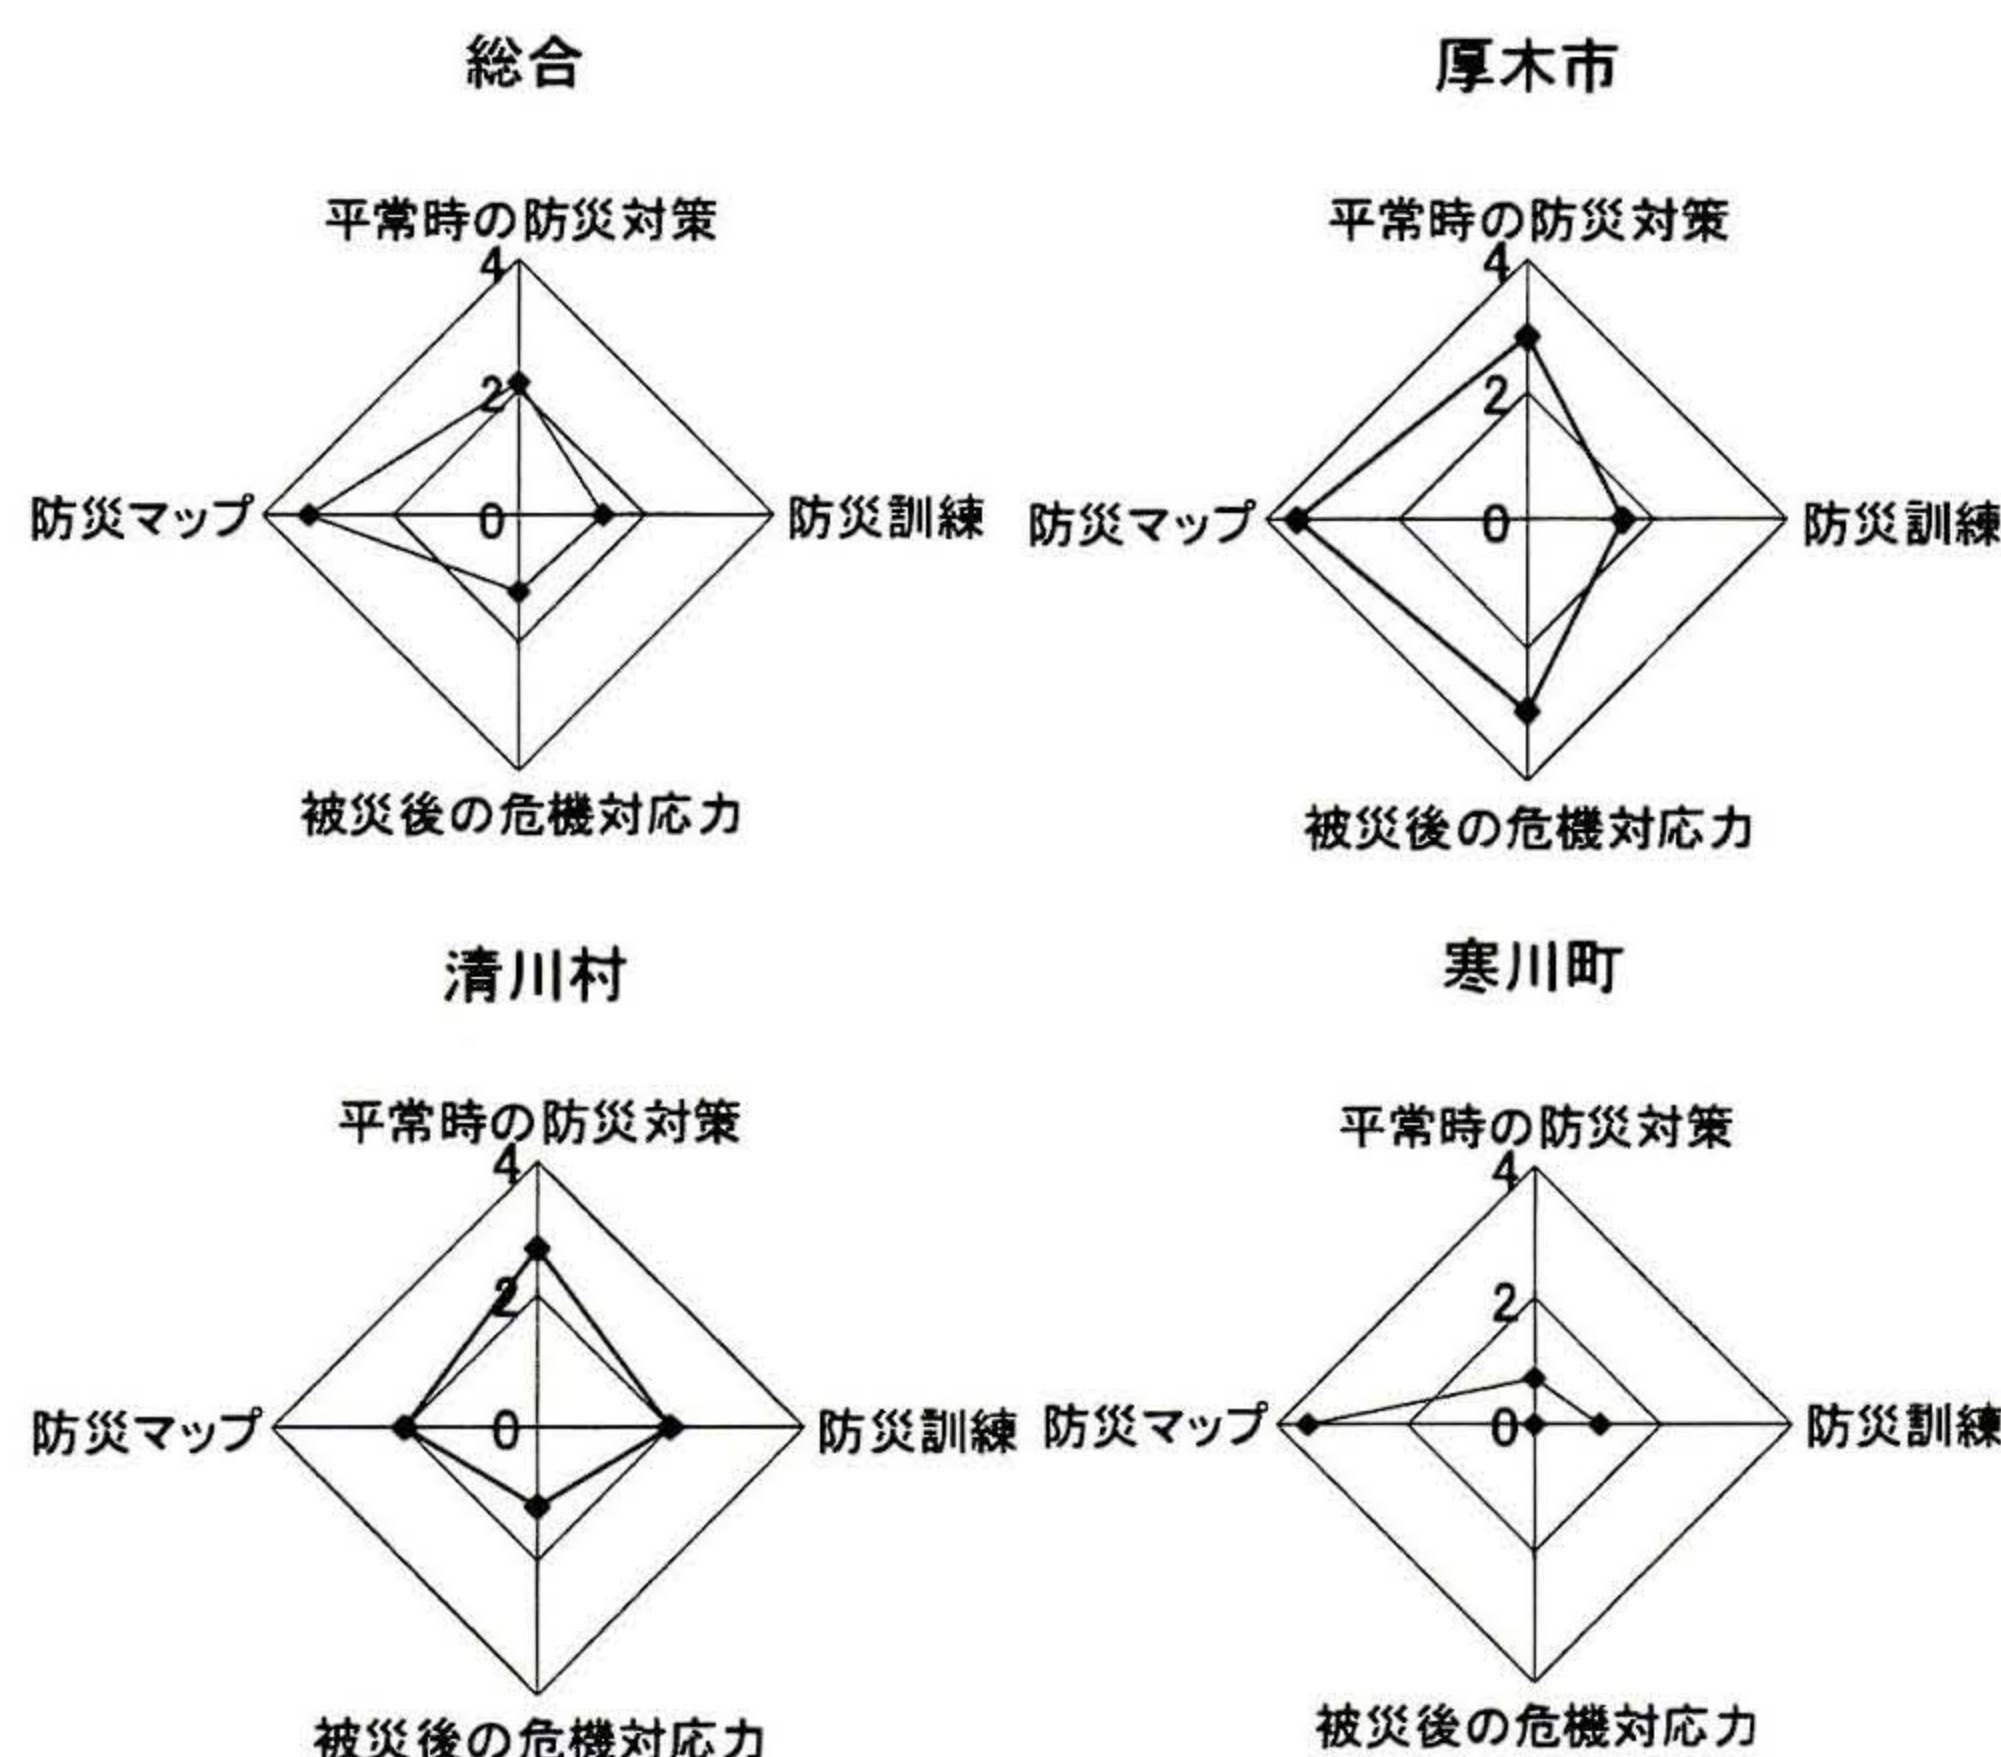 総合
平常時の防災対策
4
2
防災マップ
0
防災訓練
被災後の危機対応力
厚木市
平常時の防災対策
4
2
防災マップ
0
防災訓練
被災後の危機対応力
清川村
平常時の防災対策
4
2
防災マップ
0
防災訓練
被災後の危機対応力
寒川町
平常時の防災対策
4
2
防災マップ
0
防災訓練
被災後の危機対応力